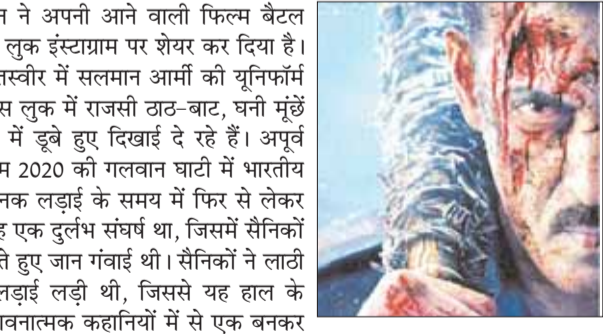 न ने अपनी आने वाली फिल्म बैटल
लुक इंस्टाग्राम पर शेयर कर दिया है।
तस्वीर में सलमान आर्मी की यूनिफॉर्म
स लुक में राजसी ठाठ-बाट, घनी मूंछें
में डूबे हुए दिखाई दे रहे हैं। अपूर्व
म 2020 की गलवान घाटी में भारतीय
नक लड़ाई के समय में फिर से लेकर
ह एक दुर्लभ संघर्ष था, जिसमें सैनिकों
ते हुए जान गंवाई थी। सैनिकों ने लाठी
लड़ाई लड़ी थी, जिससे यह हाल के
ावनात्मक कहानियों में से एक बनकर